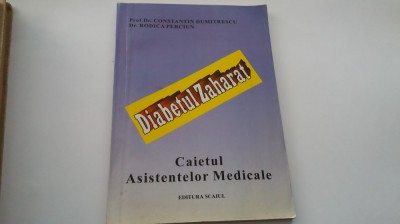 Prof. Dr. CONSTANTIN DUMITRESCU
Dr. RODICA PERCIUN
Diabetul Zaharat
Caietul
Asistentelor Medicale
EDITURA SCAIUL